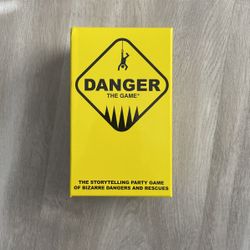 DANGER
THE GAME®
THE STORYTELLING PARTY GAME
OF BIZARRE DANGERS AND RESCUES